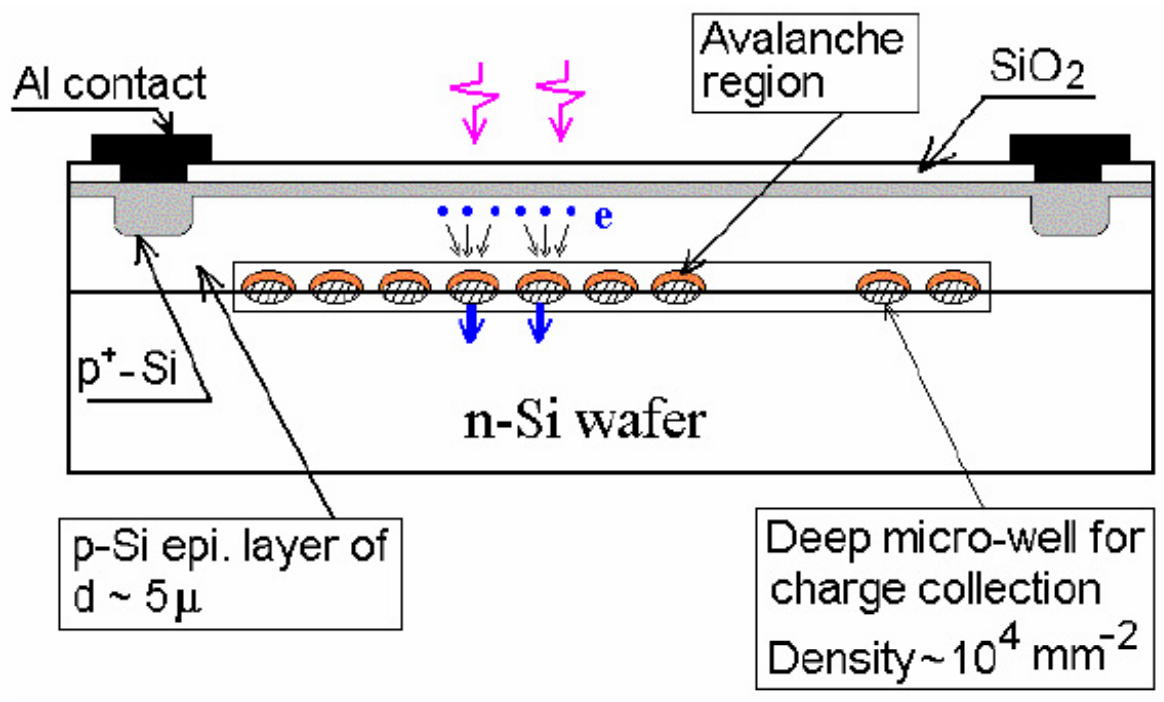 Avalanche
region
SiO₂
Al contact
e
p⁺-Si
n-Si wafer
p-Si epi. layer of
d ~ 5μ
Deep micro-well for
charge collection
Density~10⁴ mm⁻²